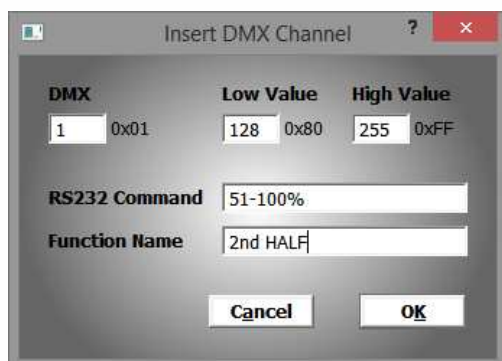 Insert DMX Channel ? ×
DMX Low Value High Value
1 0x01 128 0x80 255 0xFF
RS232 Command 51-100%
Function Name 2nd HALF
Cancel OK